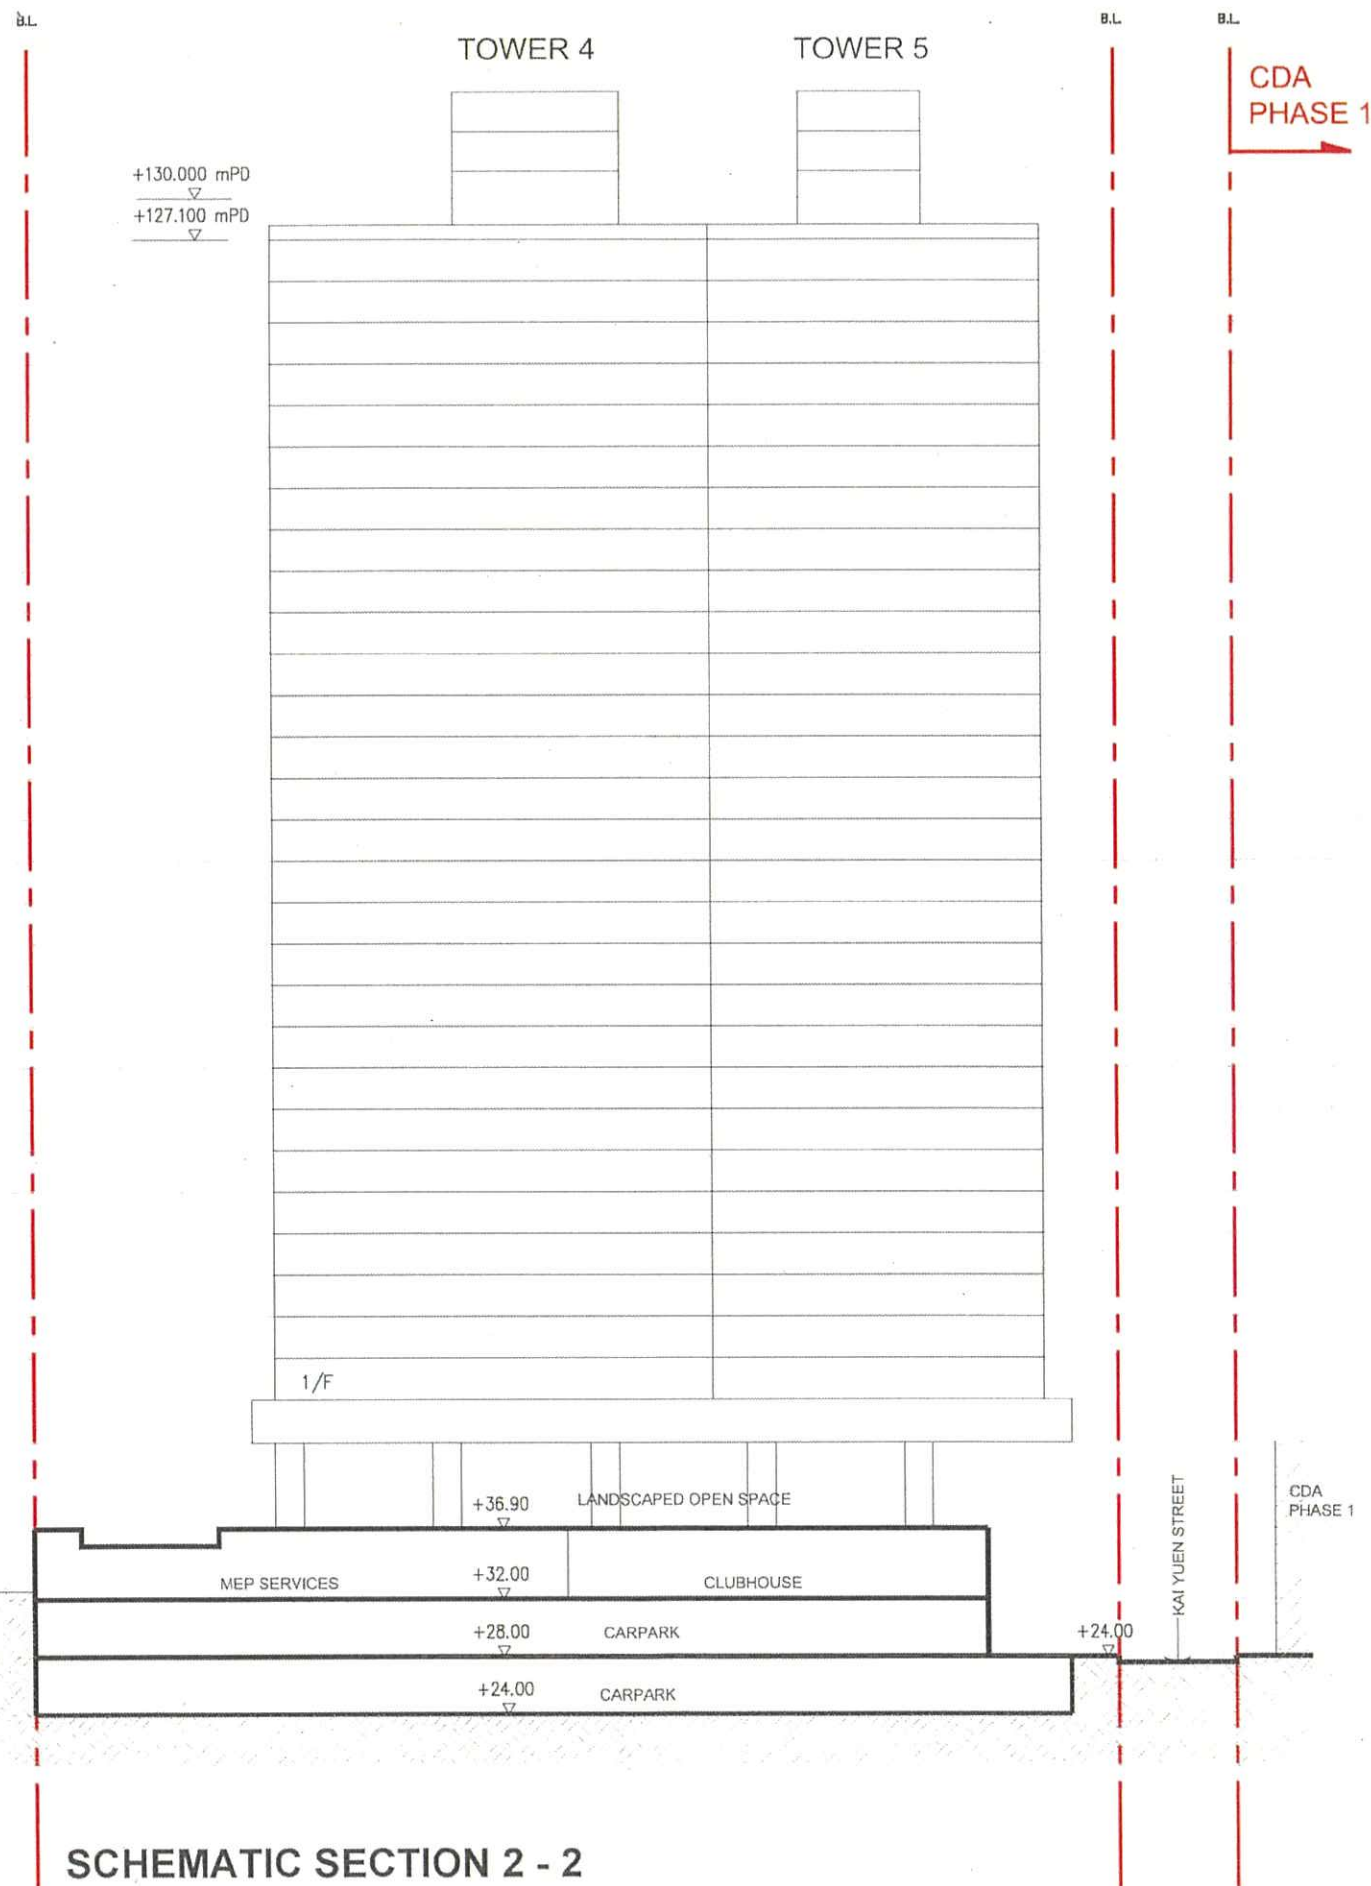 B.L.
B.L.
B.L.
TOWER 4
TOWER 5
CDA
PHASE 1
+130.000 mPD
+127.100 mPD
1/F
+36.90
LANDSCAPED OPEN SPACE
CDA
PHASE 1
KAI YUEN STREET
MEP SERVICES
+32.00
CLUBHOUSE
+28.00
CARPARK
+24.00
+24.00
CARPARK
SCHEMATIC SECTION 2 - 2